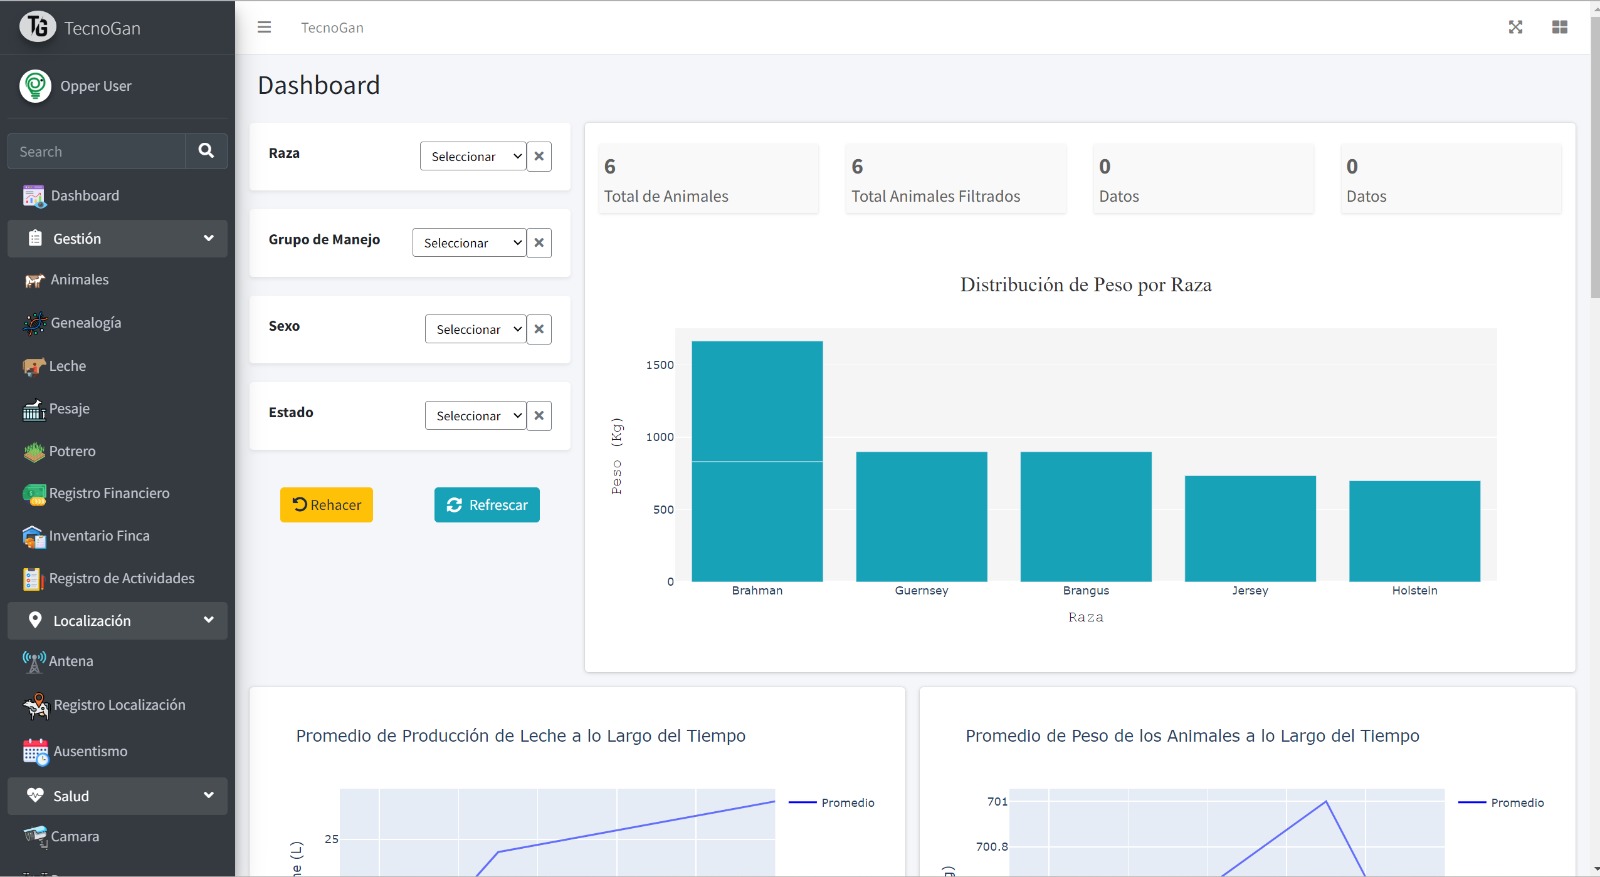 TG TecnoGan
TecnoGan
Opper User
Search
Dashboard
Gestión
Animales
Genealogía
Leche
Pesaje
Potrero
Registro Financiero
Inventario Finca
Registro de Actividades
Localización
Antena
Registro Localización
Ausentismo
Salud
Camara
Dashboard
Raza
Seleccionar
Grupo de Manejo
Seleccionar
Sexo
Seleccionar
Estado
Seleccionar
Rehacer
Refrescar
6
Total de Animales
6
Total Animales Filtrados
0
Datos
0
Datos
Distribución de Peso por Raza
Peso (Kg)
1500
1000
500
0
Brahman
Guernsey
Brangus
Jersey
Holstein
Raza
Promedio de Producción de Leche a lo Largo del Tiempo
25
Promedio
Promedio de Peso de los Animales a lo Largo del Tiempo
701
700.8
Promedio